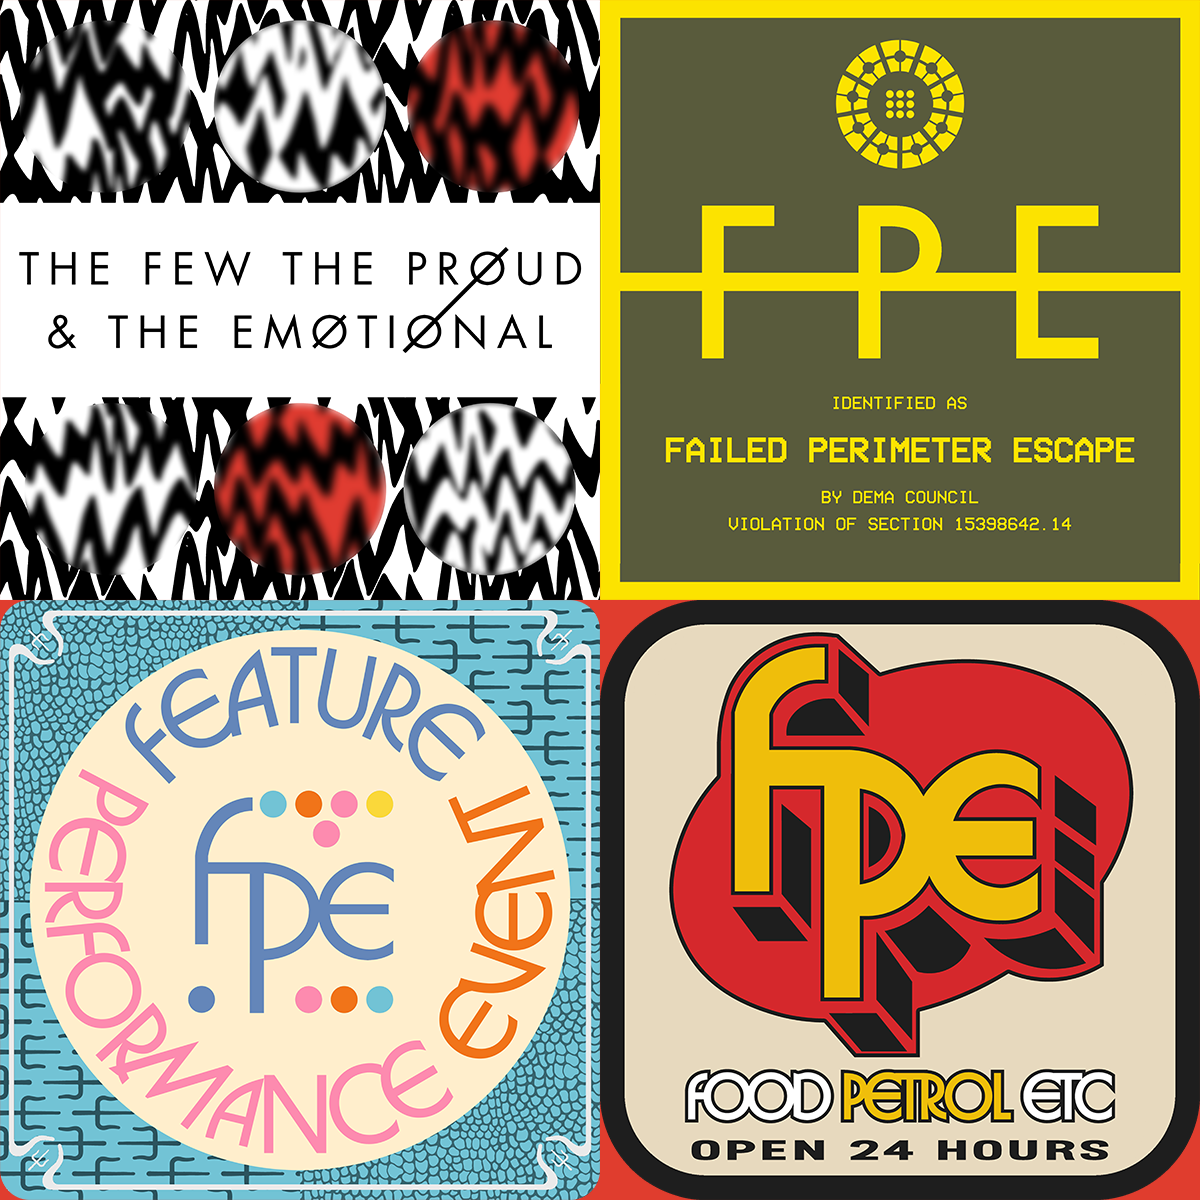 THE FEW THE PRØUD
& THE EMØTIØNAL
FPE
IDENTIFIED AS
FAILED PERIMETER ESCAPE
BY DEMA COUNCIL
VIOLATION OF SECTION 15398642.14
FEATURE
PERFORMANCE
EVENT
fpe
fpe
FOOD PETROL ETC
OPEN 24 HOURS